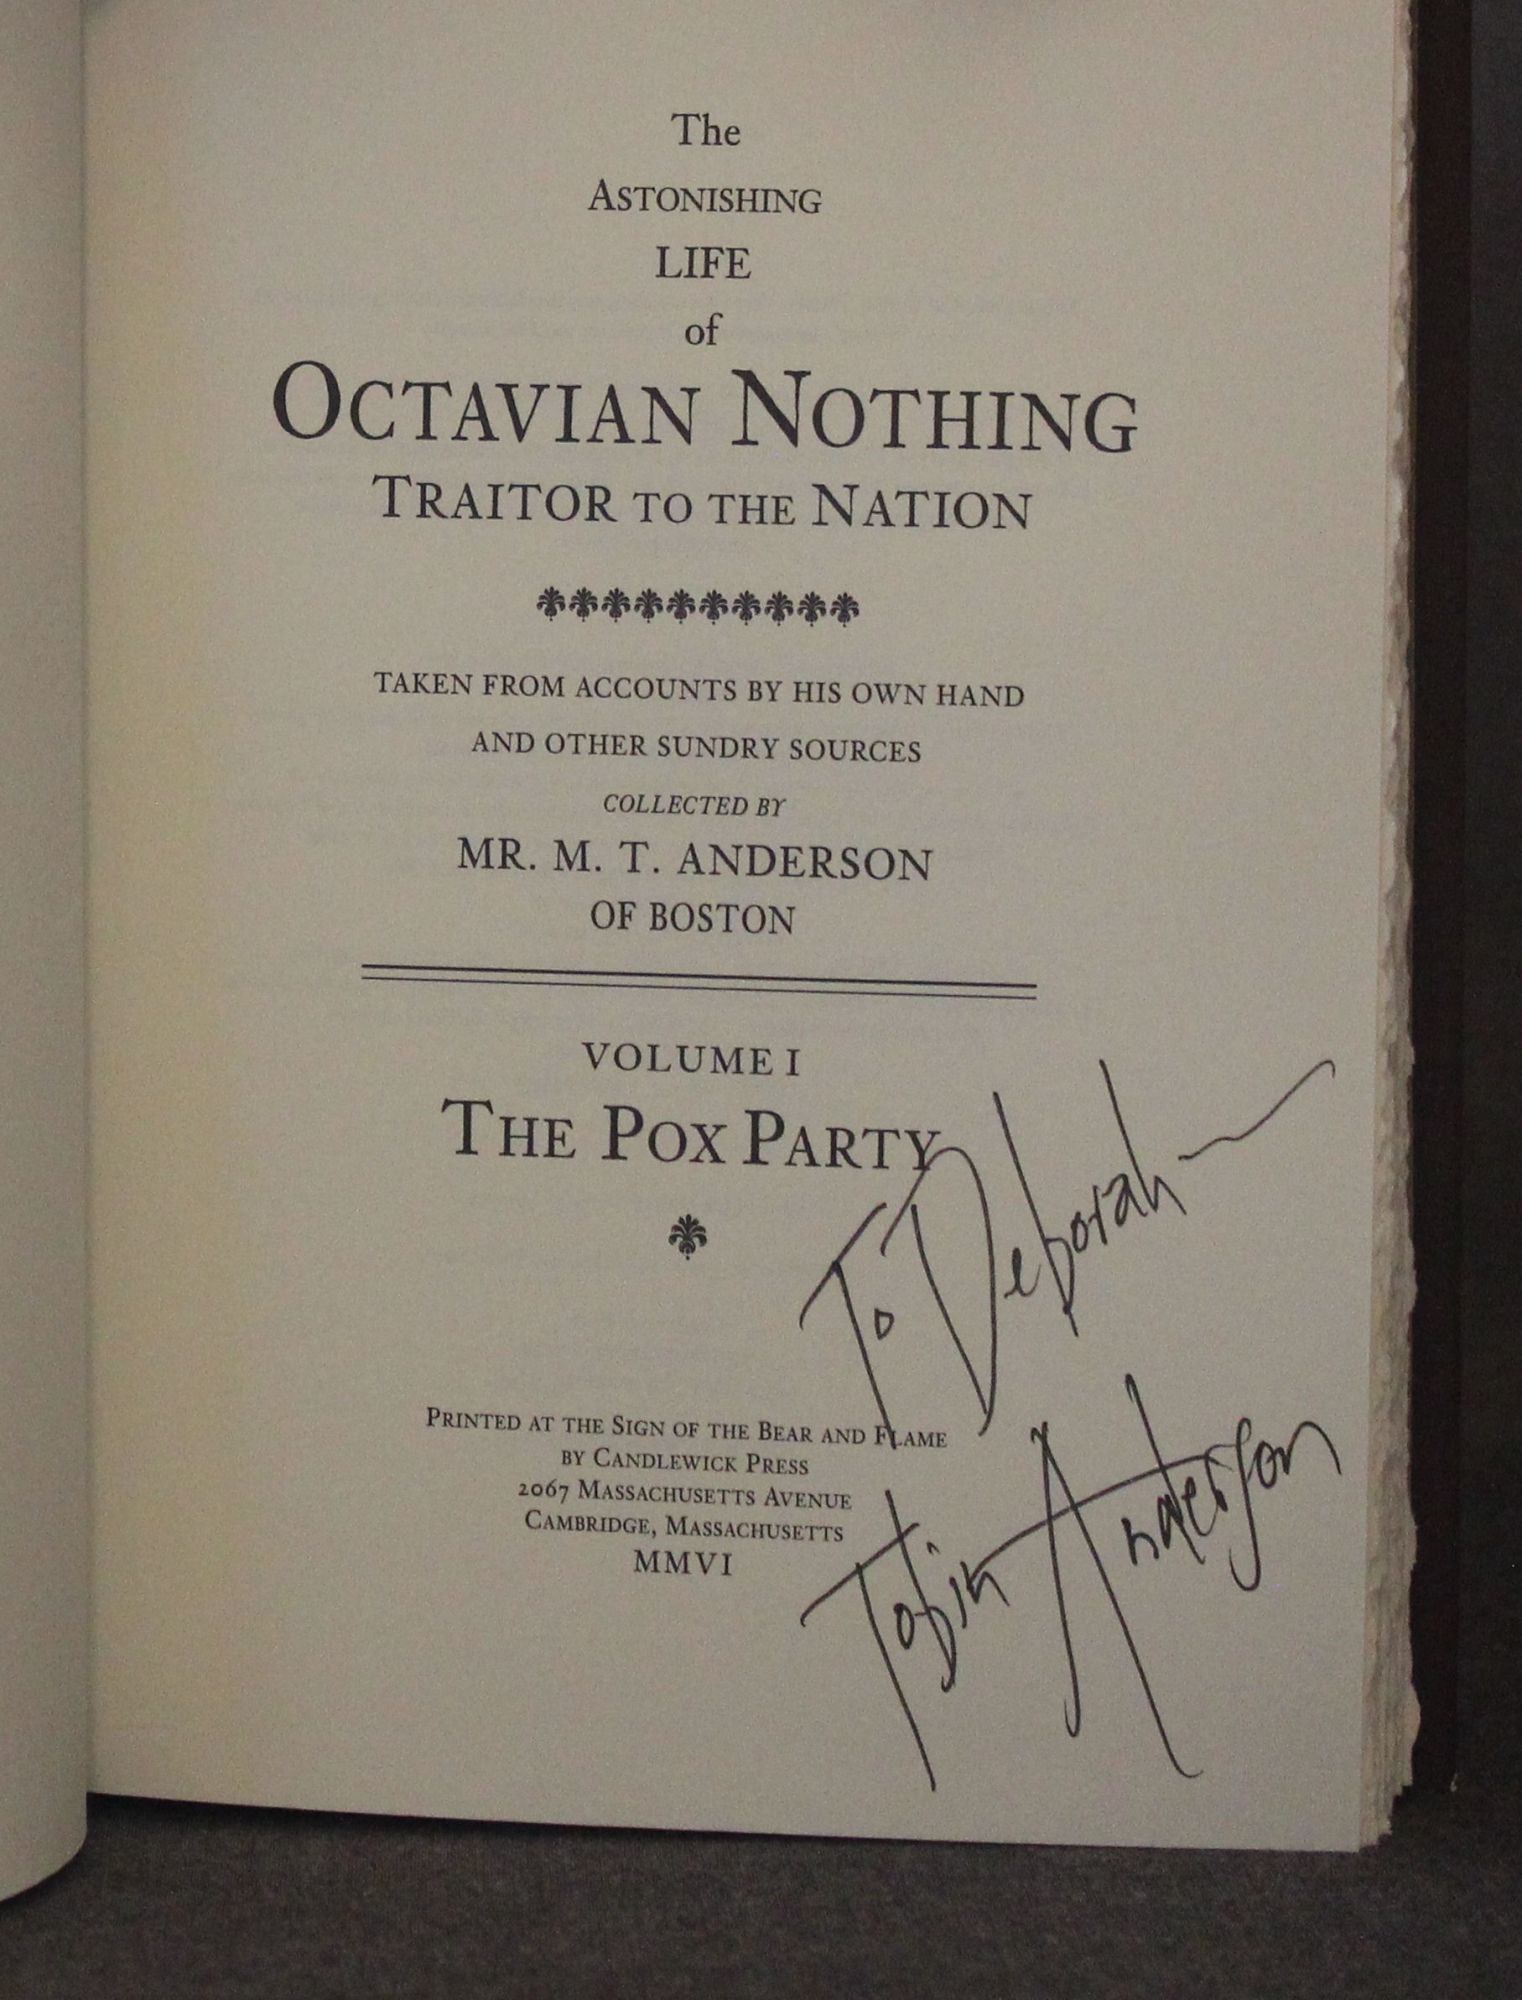 The
ASTONISHING
LIFE
of
OCTAVIAN NOTHING
TRAITOR TO THE NATION
TAKEN FROM ACCOUNTS BY HIS OWN HAND
AND OTHER SUNDRY SOURCES
COLLECTED BY
MR. M. T. ANDERSON
OF BOSTON
VOLUME I
THE POX PARTY
To Deborah
PRINTED AT THE SIGN OF THE BEAR AND FLAME
BY CANDLEWICK PRESS
2067 MASSACHUSETTS AVENUE
CAMBRIDGE, MASSACHUSETTS
MMVI
Tobin Anderson